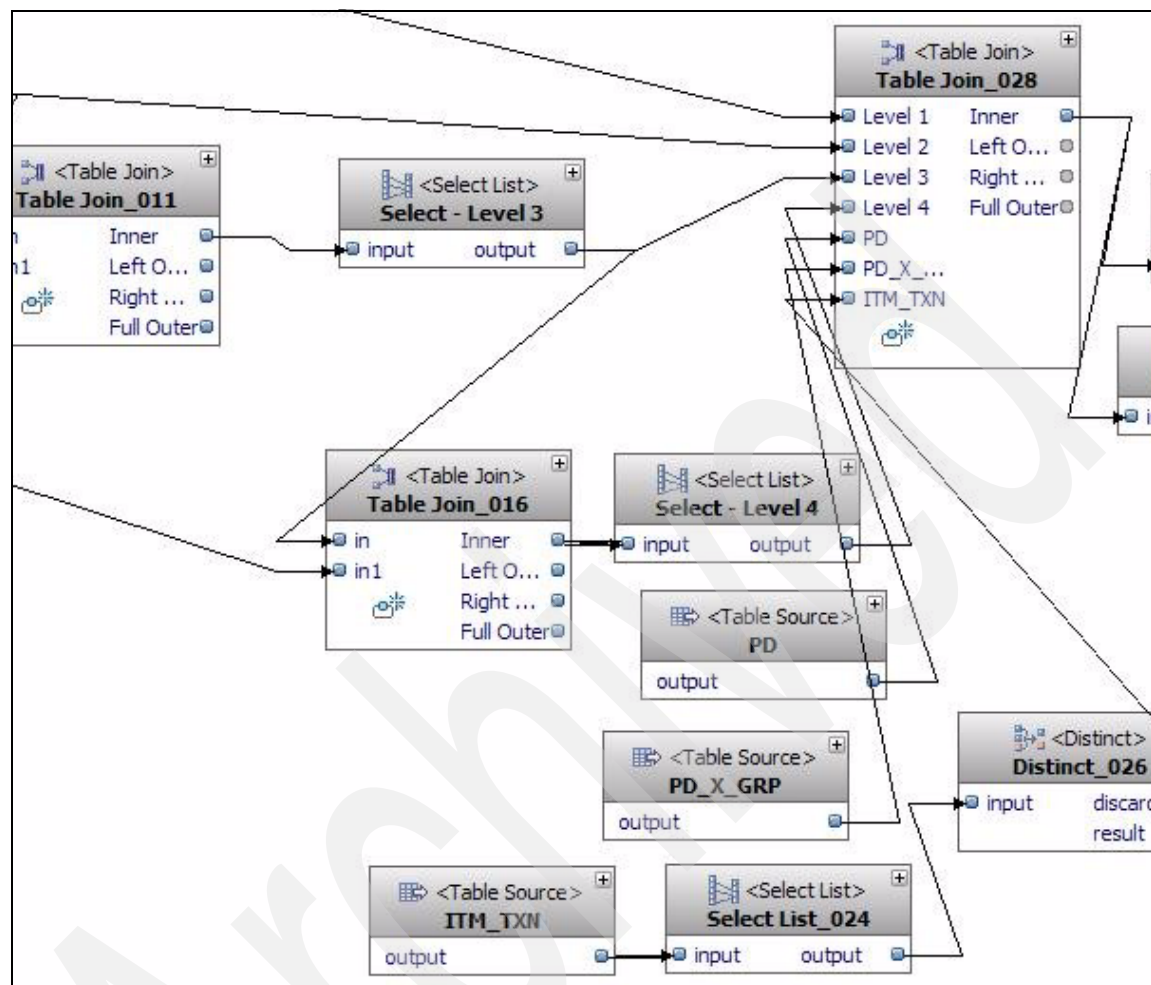 <Table Join>
Table Join_028
Level 1 Inner
Level 2 Left O...
Level 3 Right ...
Level 4 Full Outer
PD
PD_X_...
ITM_TXN
<Table Join>
Table Join_011
Inner
Left O...
Right ...
Full Outer
<Select List>
Select - Level 3
input output
<Table Join>
Table Join_016
in Inner
in1 Left O...
Right ...
Full Outer
<Select List>
Select - Level 4
input output
<Table Source>
PD
output
<Table Source>
PD_X_GRP
output
<Distinct>
Distinct_026
input
result
<Table Source>
ITM_TXN
output
<Select List>
Select List_024
input output
Archived